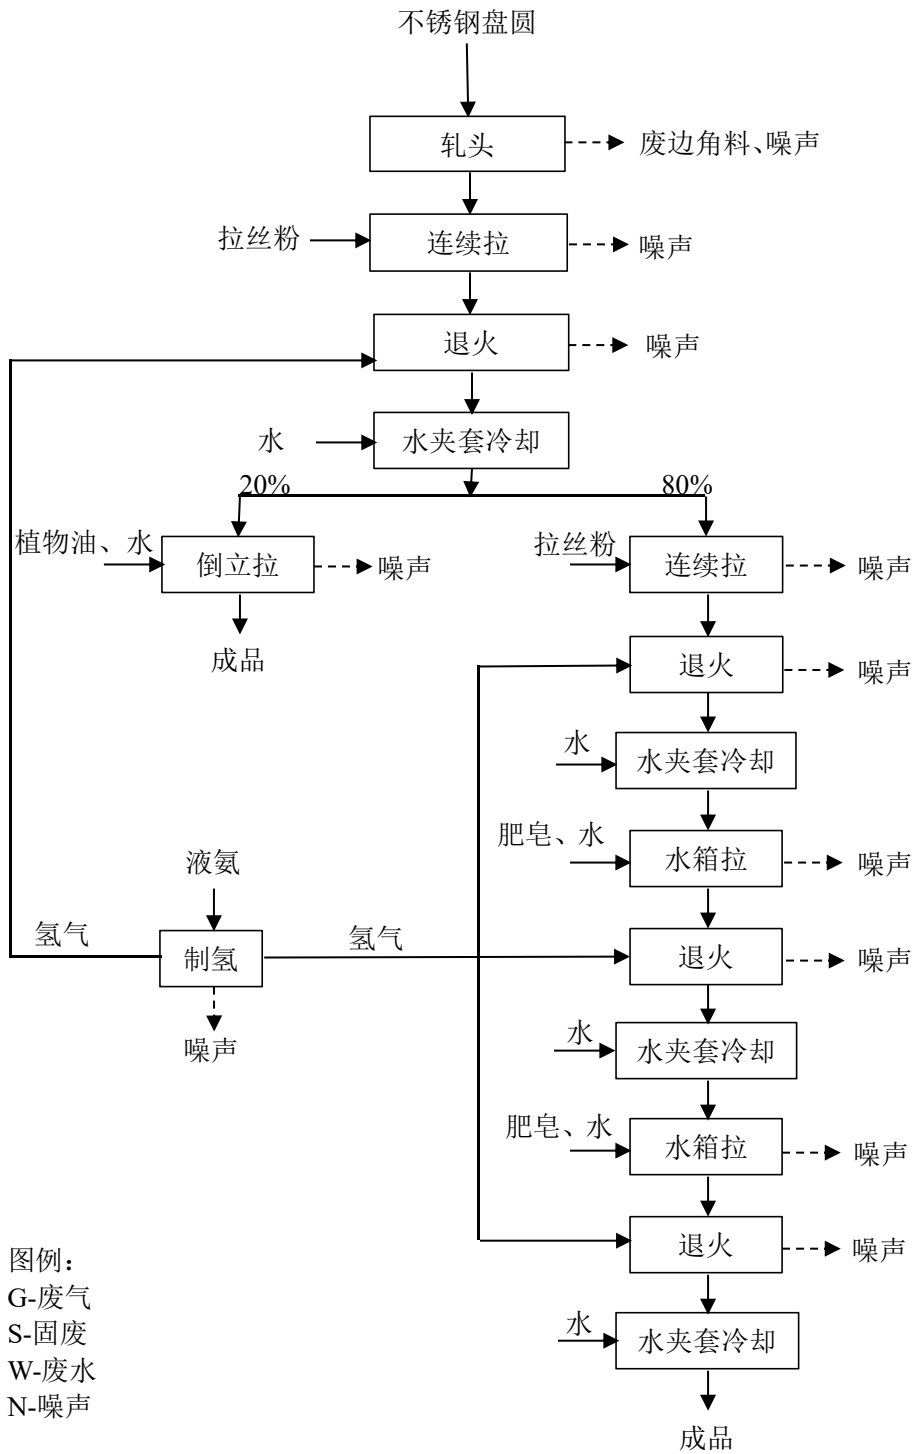 不锈钢盘圆
轧头
废边角料、噪声
拉丝粉
连续拉
噪声
退火
噪声
水
水夹套冷却
20%
80%
植物油、水
倒立拉
噪声
拉丝粉
连续拉
噪声
成品
退火
噪声
水
水夹套冷却
肥皂、水
水箱拉
噪声
液氨
氢气
制氢
氢气
退火
噪声
噪声
水
水夹套冷却
肥皂、水
水箱拉
噪声
退火
噪声
图例：
G-废气
S-固废
W-废水
N-噪声
水
水夹套冷却
成品